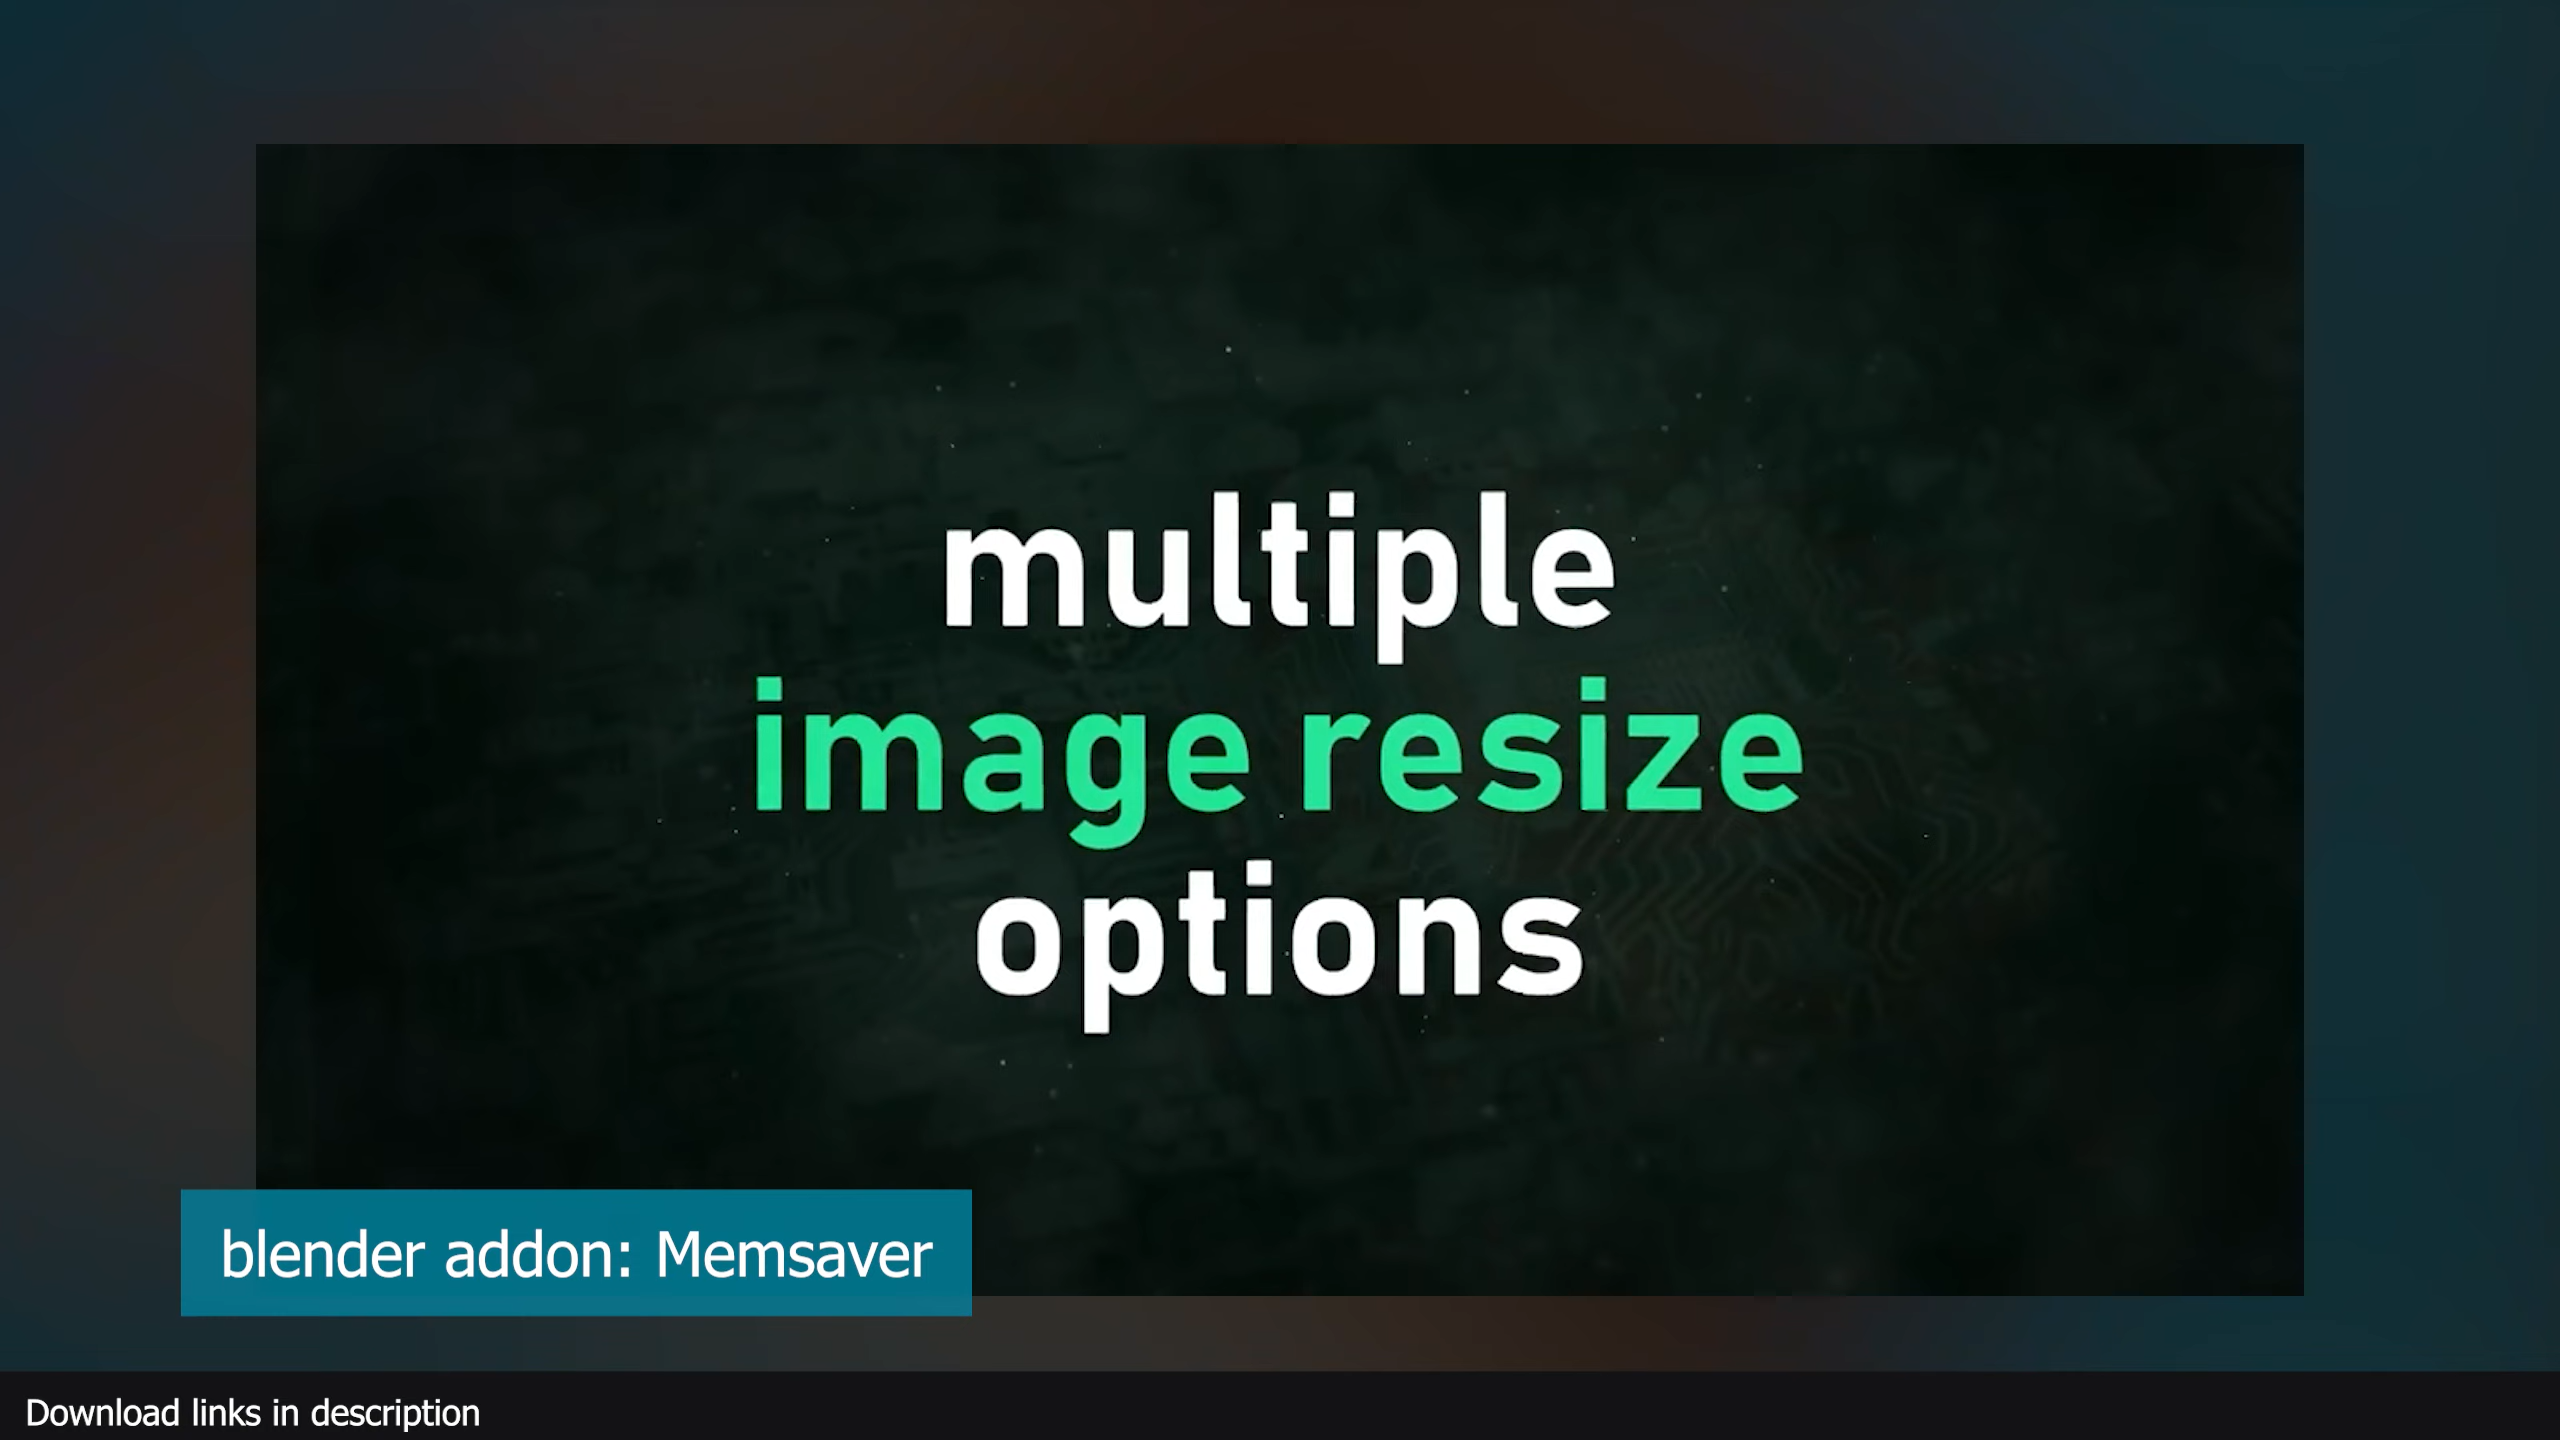 multiple
image resize
options
blender addon: Memsaver
Download links in description